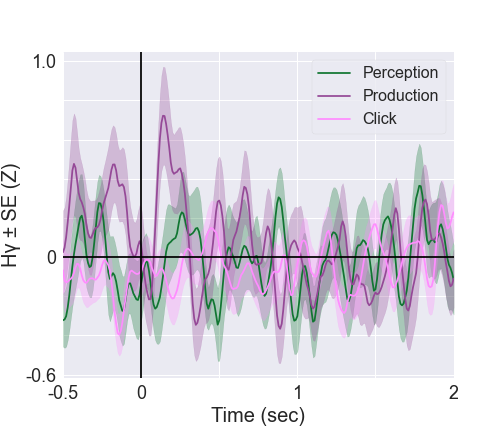 Hγ ± SE (Z)
1.0
0
-0.6
Perception
Production
Click
-0.5
0
1
2
Time (sec)